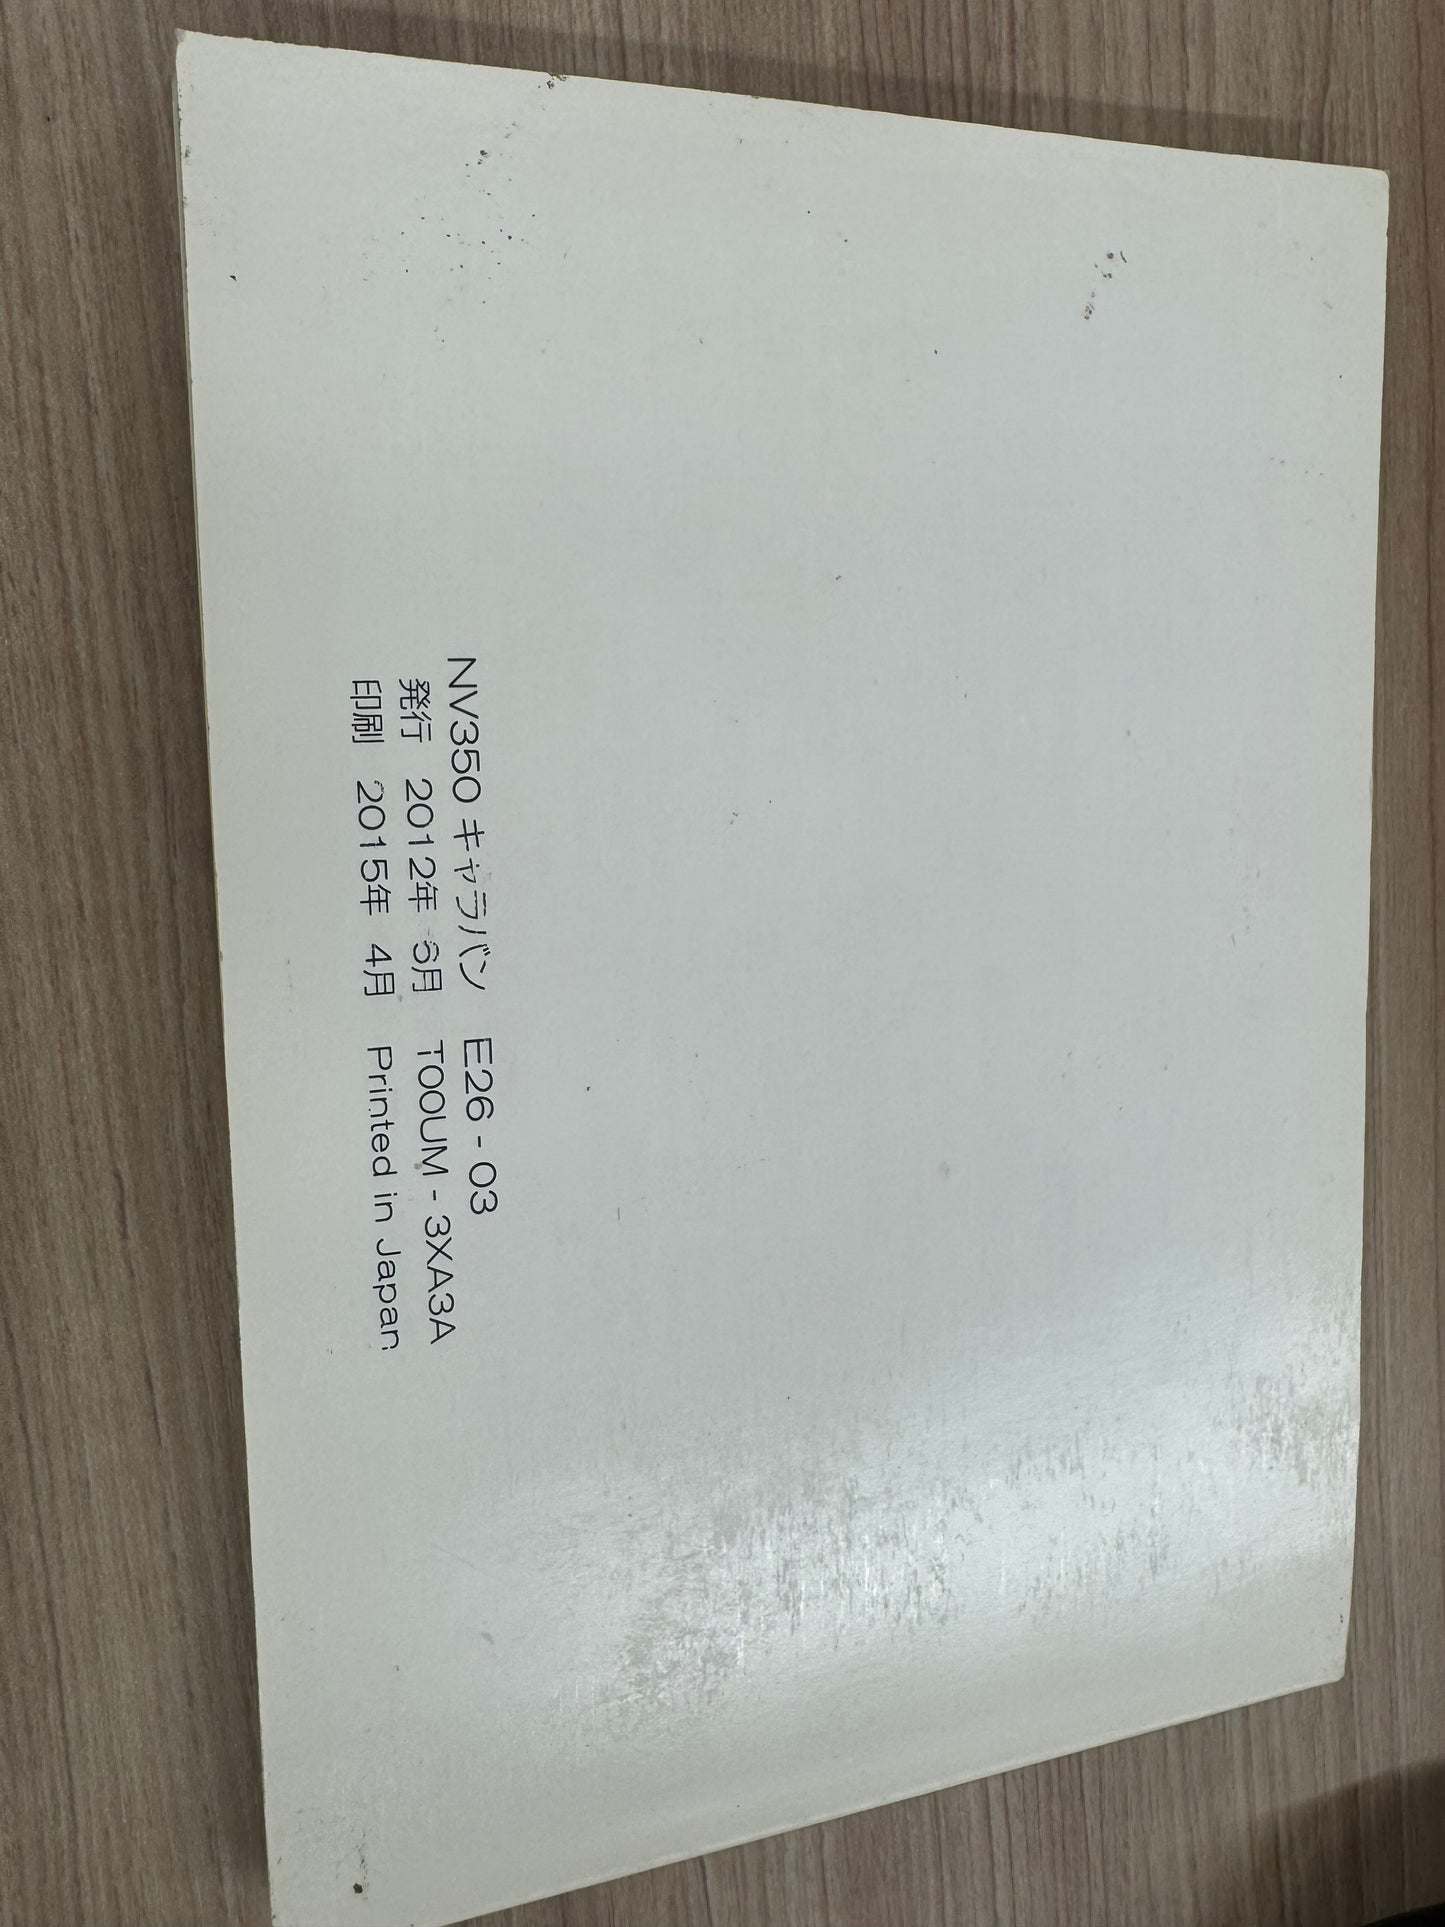 NV350 キャラバン E26-03
発行 2012年 6月 T00UM-3XA3A
印刷 2015年 4月 Printed in Japan